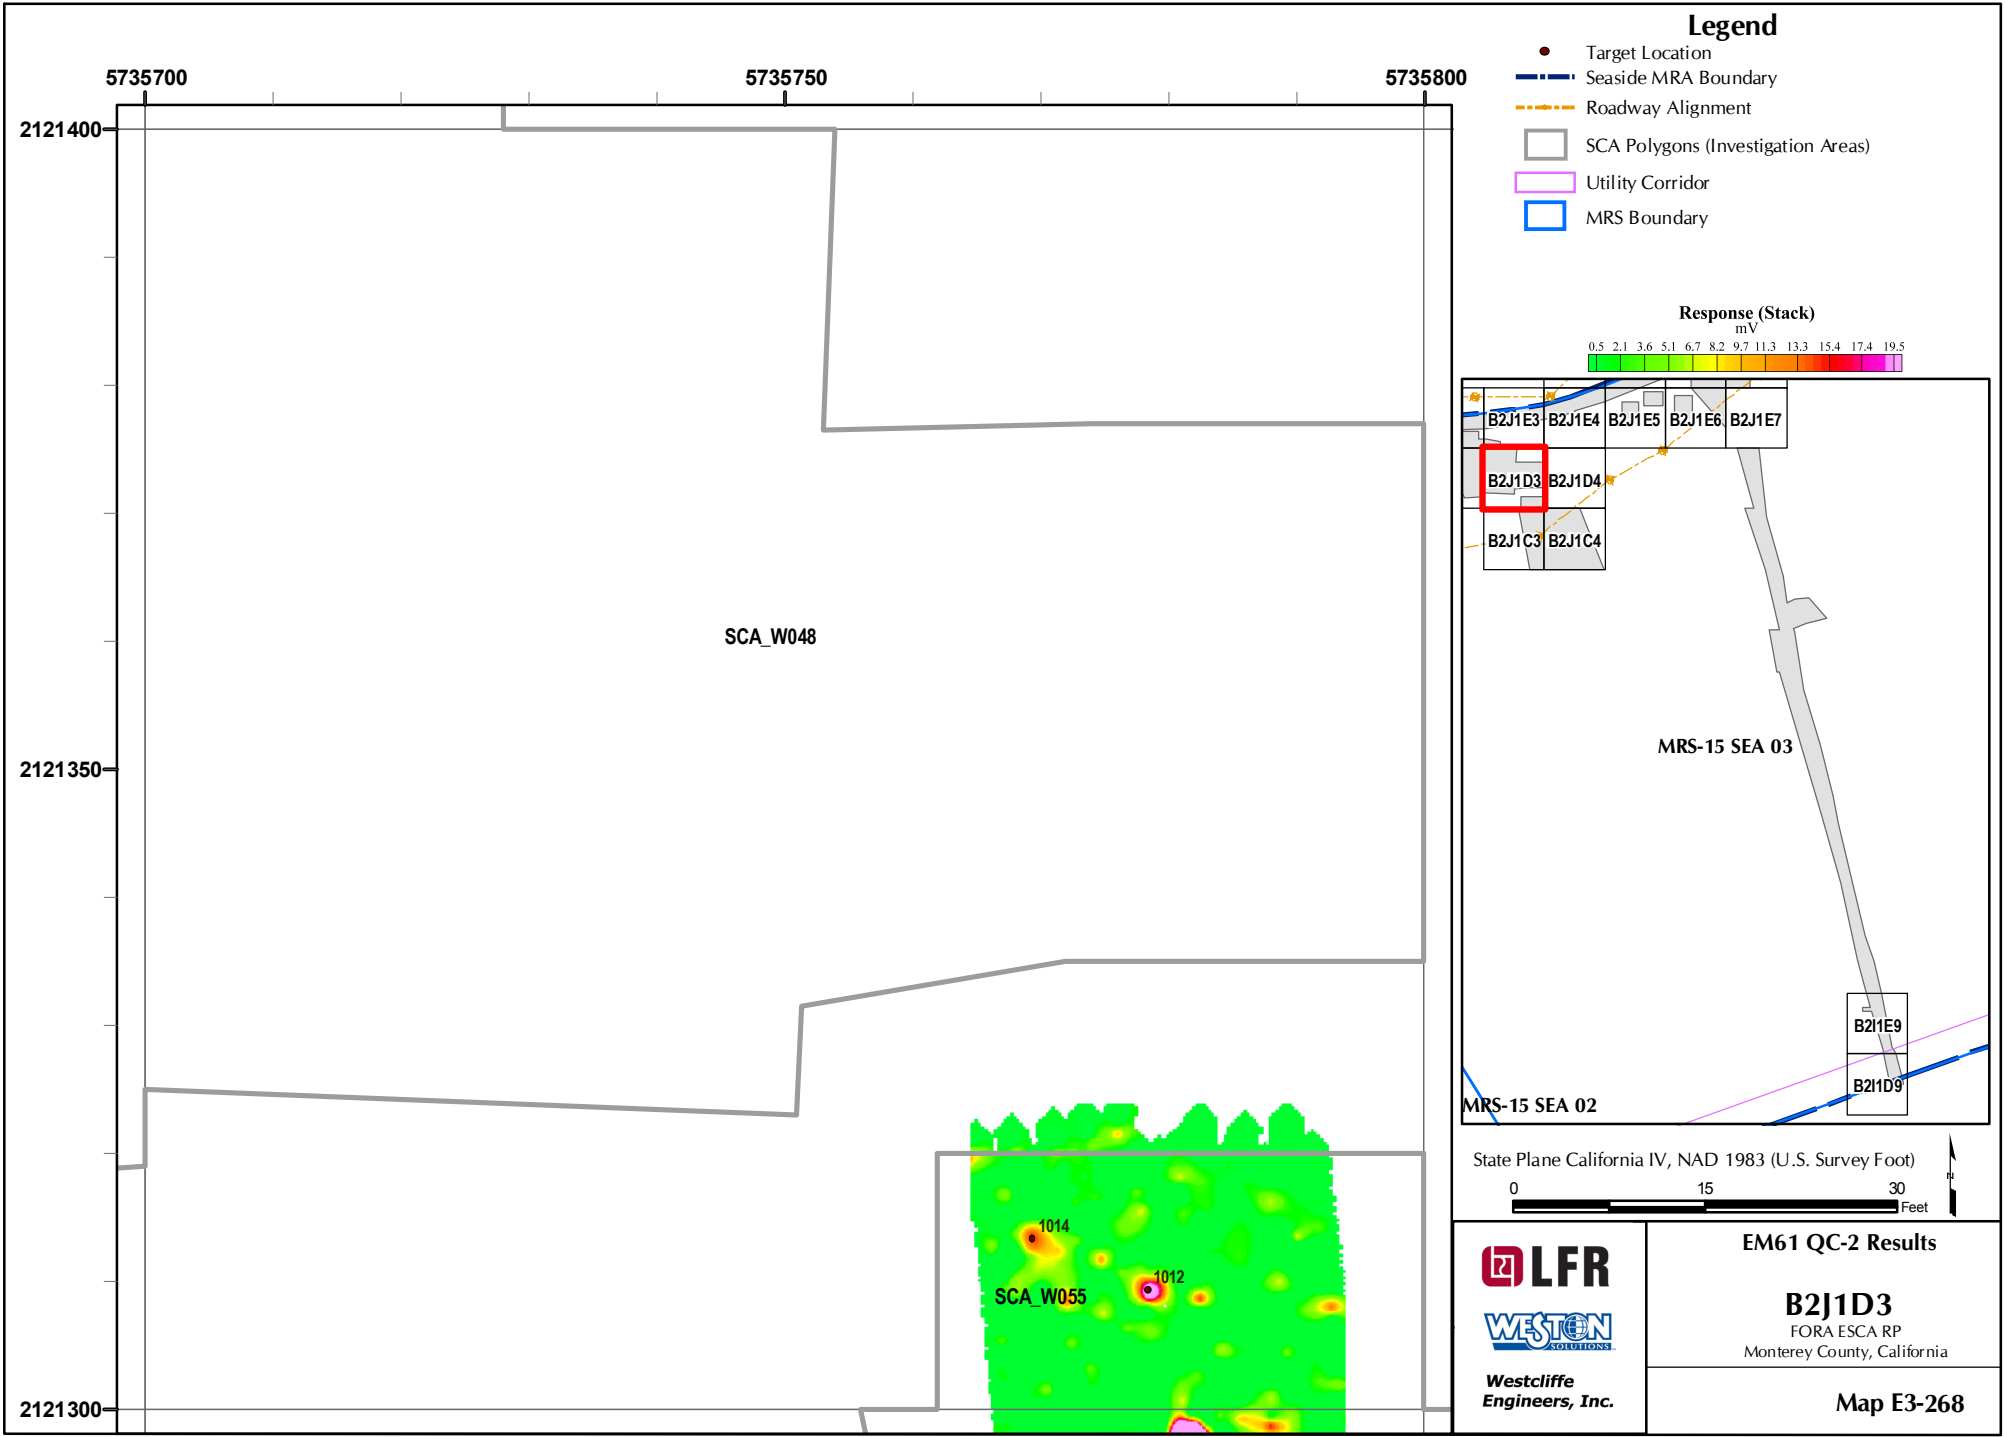 5735700
5735750
5735800
2121400
2121350
2121300
SCA_W048
1014
1012
SCA_W055
Legend
Target Location
Seaside MRA Boundary
Roadway Alignment
SCA Polygons (Investigation Areas)
Utility Corridor
MRS Boundary
Response (Stack)
mV
0.5 2.1 3.6 5.1 6.7 8.2 9.7 11.3 13.3 15.4 17.4 19.5
B2J1E3 B2J1E4 B2J1E5 B2J1E6 B2J1E7
B2J1D3 B2J1D4
B2J1C3 B2J1C4
MRS-15 SEA 03
B2I1E9
B2I1D9
MRS-15 SEA 02
State Plane California IV, NAD 1983 (U.S. Survey Foot)
0 15 30
Feet
N
LFR
WESTON
SOLUTIONS
Westcliffe
Engineers, Inc.
EM61 QC-2 Results
B2J1D3
FORA ESCA RP
Monterey County, California
Map E3-268